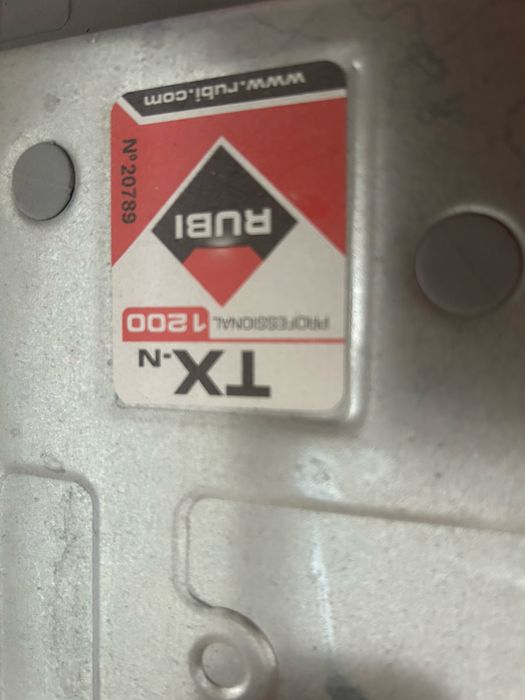 TX-N
PROFESSIONAL 1200
RUBI
Nº 20789
www.rubi.com